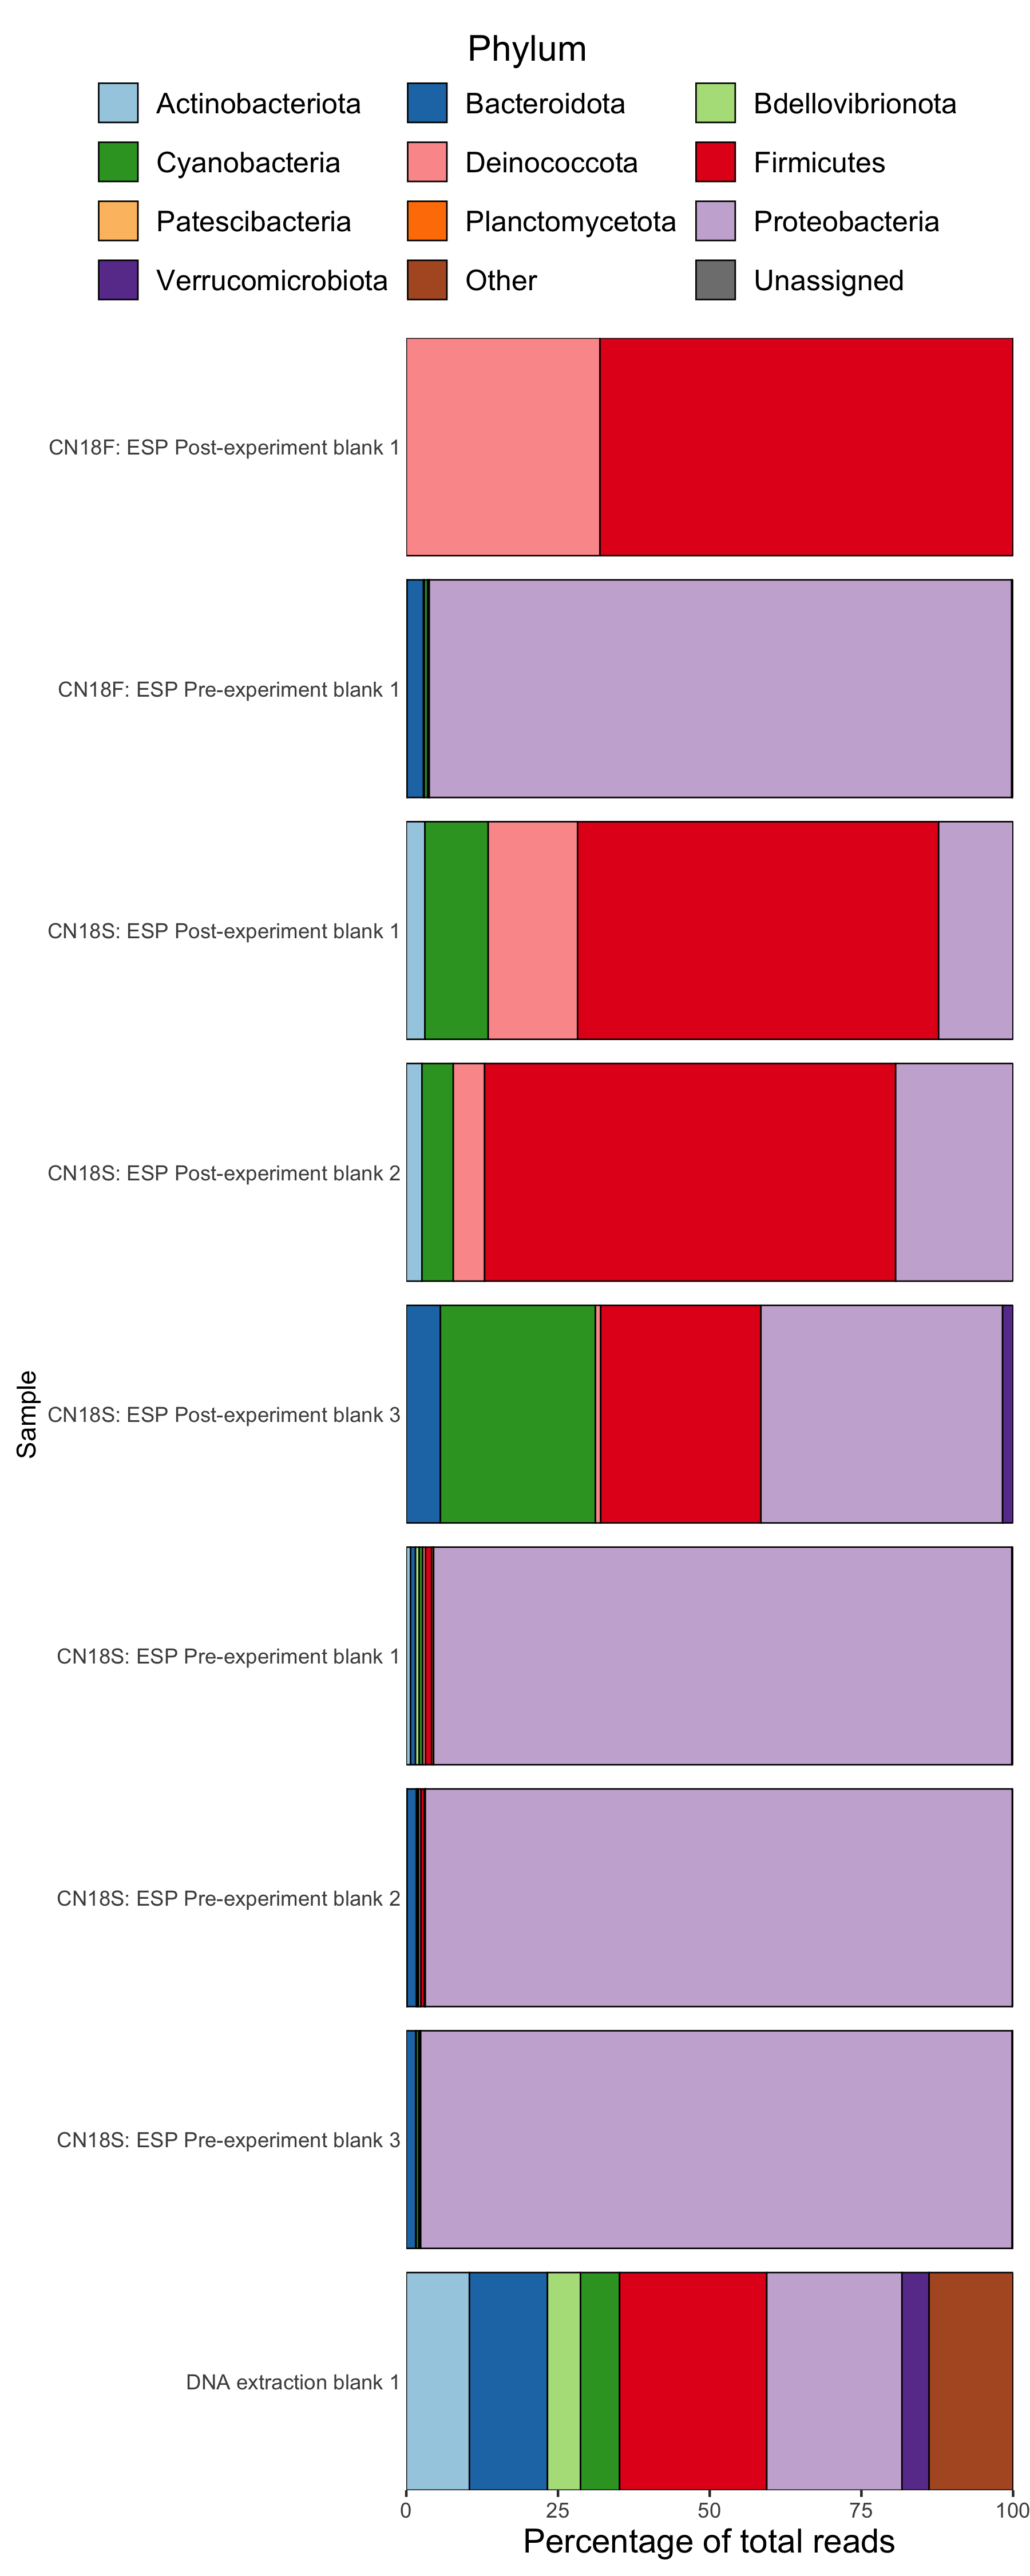 Phylum
Actinobacteriota Bacteroidota Bdellovibrionota
Cyanobacteria Deinococcota Firmicutes
Patescibacteria Planctomycetota Proteobacteria
Verrucomicrobiota Other Unassigned
CN18F: ESP Post-experiment blank 1
CN18F: ESP Pre-experiment blank 1
CN18S: ESP Post-experiment blank 1
CN18S: ESP Post-experiment blank 2
Sample
CN18S: ESP Post-experiment blank 3
CN18S: ESP Pre-experiment blank 1
CN18S: ESP Pre-experiment blank 2
CN18S: ESP Pre-experiment blank 3
DNA extraction blank 1
0 25 50 75 100
Percentage of total reads